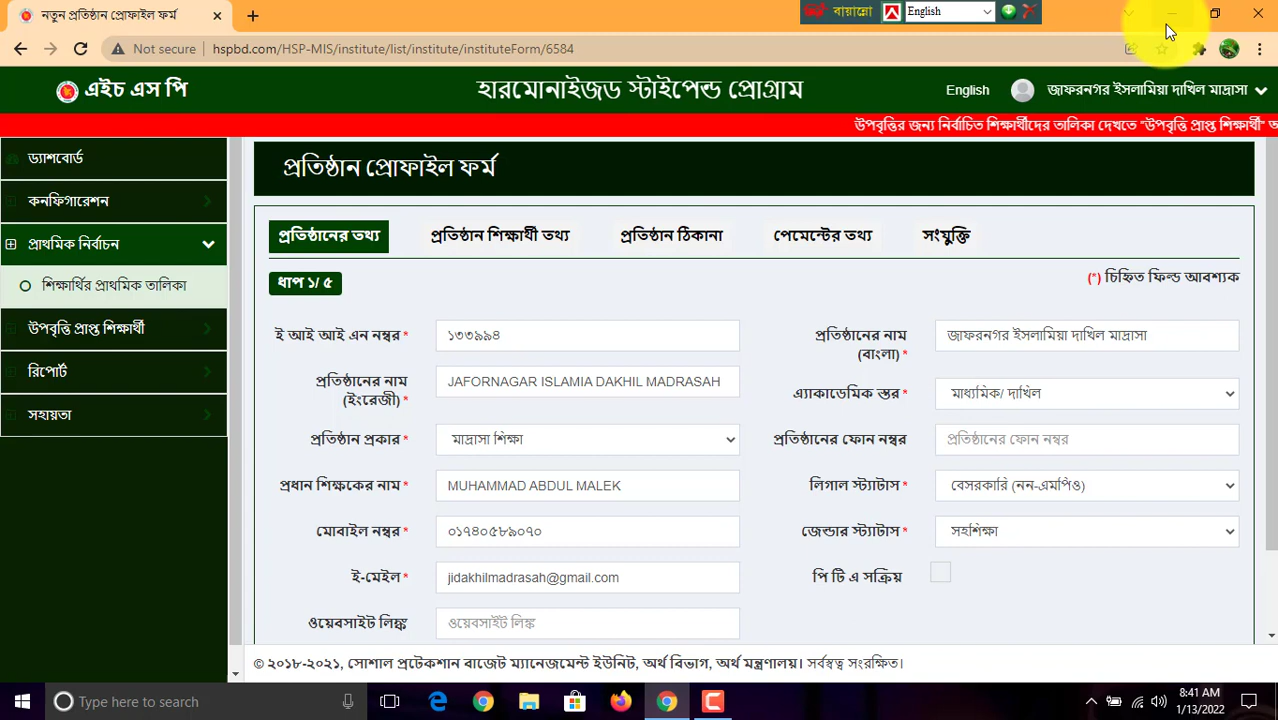 নতুন প্রতিষ্ঠান প্রোফাইল ফর্ম
বায়ান্নো English
Not secure hspbd.com/HSP-MIS/institute/list/institute/instituteForm/6584
এইচ এস পি
হারমোনাইজড স্টাইপেন্ড প্রোগ্রাম
English জাফরনগর ইসলামিয়া দাখিল মাদ্রাসা
উপবৃত্তির জন্য নির্বাচিত শিক্ষার্থীদের তালিকা দেখতে “উপবৃত্তি প্রাপ্ত শিক্ষার্থী”
ড্যাশবোর্ড
কনফিগারেশন
প্রাথমিক নির্বাচন
শিক্ষার্থির প্রাথমিক তালিকা
উপবৃত্তি প্রাপ্ত শিক্ষার্থী
রিপোর্ট
সহায়তা
প্রতিষ্ঠান প্রোফাইল ফর্ম
প্রতিষ্ঠানের তথ্য প্রতিষ্ঠান শিক্ষার্থী তথ্য প্রতিষ্ঠান ঠিকানা পেমেন্টের তথ্য সংযুক্তি
ধাপ ১/ ৫
(*) চিহ্নিত ফিল্ড আবশ্যক
ই আই আই এন নম্বর * ১৩৩৯৯৪
প্রতিষ্ঠানের নাম (বাংলা) * জাফরনগর ইসলামিয়া দাখিল মাদ্রাসা
প্রতিষ্ঠানের নাম (ইংরেজী) * JAFORNAGAR ISLAMIA DAKHIL MADRASAH
এ্যাকাডেমিক স্তর * মাধ্যমিক/ দাখিল
প্রতিষ্ঠান প্রকার * মাদ্রাসা শিক্ষা
প্রতিষ্ঠানের ফোন নম্বর প্রতিষ্ঠানের ফোন নম্বর
প্রধান শিক্ষকের নাম * MUHAMMAD ABDUL MALEK
লিগাল স্ট্যাটাস * বেসরকারি (নন-এমপিও)
মোবাইল নম্বর * ০১৭৪০৫৮৯০৭০
জেন্ডার স্ট্যাটাস * সহশিক্ষা
ই-মেইল * jidakhilmadrasah@gmail.com
পি টি এ সক্রিয়
ওয়েবসাইট লিঙ্ক ওয়েবসাইট লিঙ্ক
© ২০১৮-২০২১, সোশাল প্রটেকশান বাজেট ম্যানেজমেন্ট ইউনিট, অর্থ বিভাগ, অর্থ মন্ত্রণালয়। সর্বস্বত্ব সংরক্ষিত।
Type here to search
8:41 AM
1/13/2022